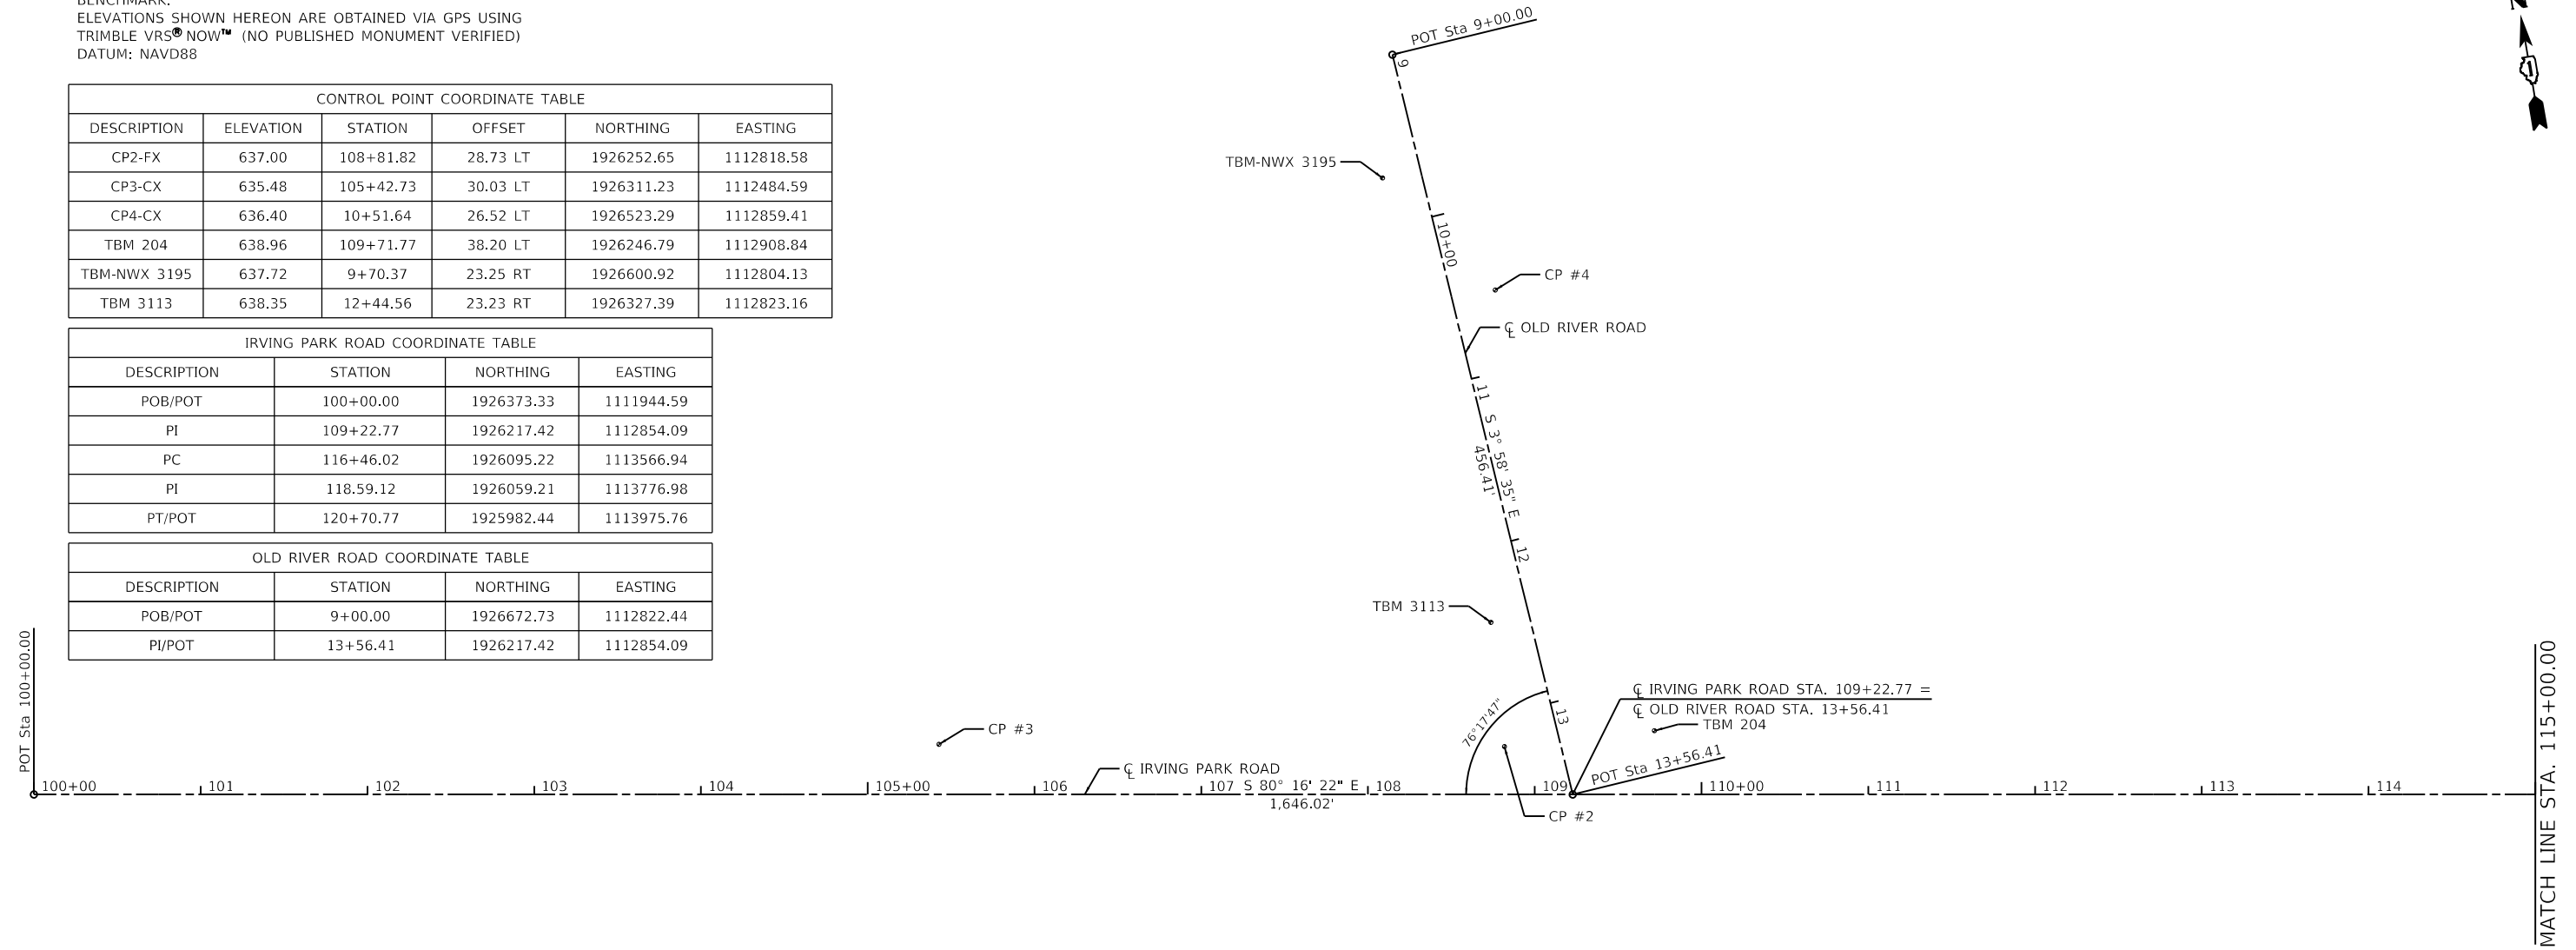 BENCHMARK:
ELEVATIONS SHOWN HEREON ARE OBTAINED VIA GPS USING
TRIMBLE VRS® NOW™ (NO PUBLISHED MONUMENT VERIFIED)
DATUM: NAVD88
CONTROL POINT COORDINATE TABLE
DESCRIPTION ELEVATION STATION OFFSET NORTHING EASTING
CP2-FX 637.00 108+81.82 28.73 LT 1926252.65 1112818.58
CP3-CX 635.48 105+42.73 30.03 LT 1926311.23 1112484.59
CP4-CX 636.40 10+51.64 26.52 LT 1926523.29 1112859.41
TBM 204 638.96 109+71.77 38.20 LT 1926246.79 1112908.84
TBM-NWX 3195 637.72 9+70.37 23.25 RT 1926600.92 1112804.13
TBM 3113 638.35 12+44.56 23.23 RT 1926327.39 1112823.16
IRVING PARK ROAD COORDINATE TABLE
DESCRIPTION STATION NORTHING EASTING
POB/POT 100+00.00 1926373.33 1111944.59
PI 109+22.77 1926217.42 1112854.09
PC 116+46.02 1926095.22 1113566.94
PI 118.59.12 1926059.21 1113776.98
PT/POT 120+70.77 1925982.44 1113975.76
OLD RIVER ROAD COORDINATE TABLE
DESCRIPTION STATION NORTHING EASTING
POB/POT 9+00.00 1926672.73 1112822.44
PI/POT 13+56.41 1926217.42 1112854.09
POT Sta 9+00.00
9
TBM-NWX 3195
10+00
CP #4
℄ OLD RIVER ROAD
11
S 3° 58' 35" E
456.41'
12
TBM 3113
13
76°17'47"
℄ IRVING PARK ROAD STA. 109+22.77 =
℄ OLD RIVER ROAD STA. 13+56.41
TBM 204
POT Sta 13+56.41
CP #3
℄ IRVING PARK ROAD
POT Sta 100+00.00
100+00 101 102 103 104 105+00 106 107 S 80° 16' 22" E 108 109 110+00 111 112 113 114
1,646.02'
CP #2
MATCH LINE STA. 115+00.00